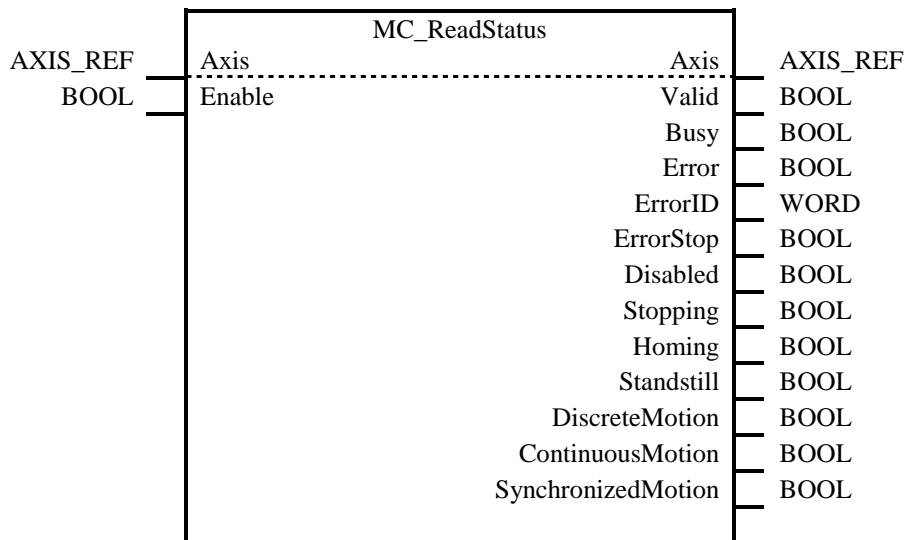 MC_ReadStatus
AXIS_REF Axis Axis AXIS_REF
BOOL Enable Valid BOOL
Busy BOOL
Error BOOL
ErrorID WORD
ErrorStop BOOL
Disabled BOOL
Stopping BOOL
Homing BOOL
Standstill BOOL
DiscreteMotion BOOL
ContinuousMotion BOOL
SynchronizedMotion BOOL